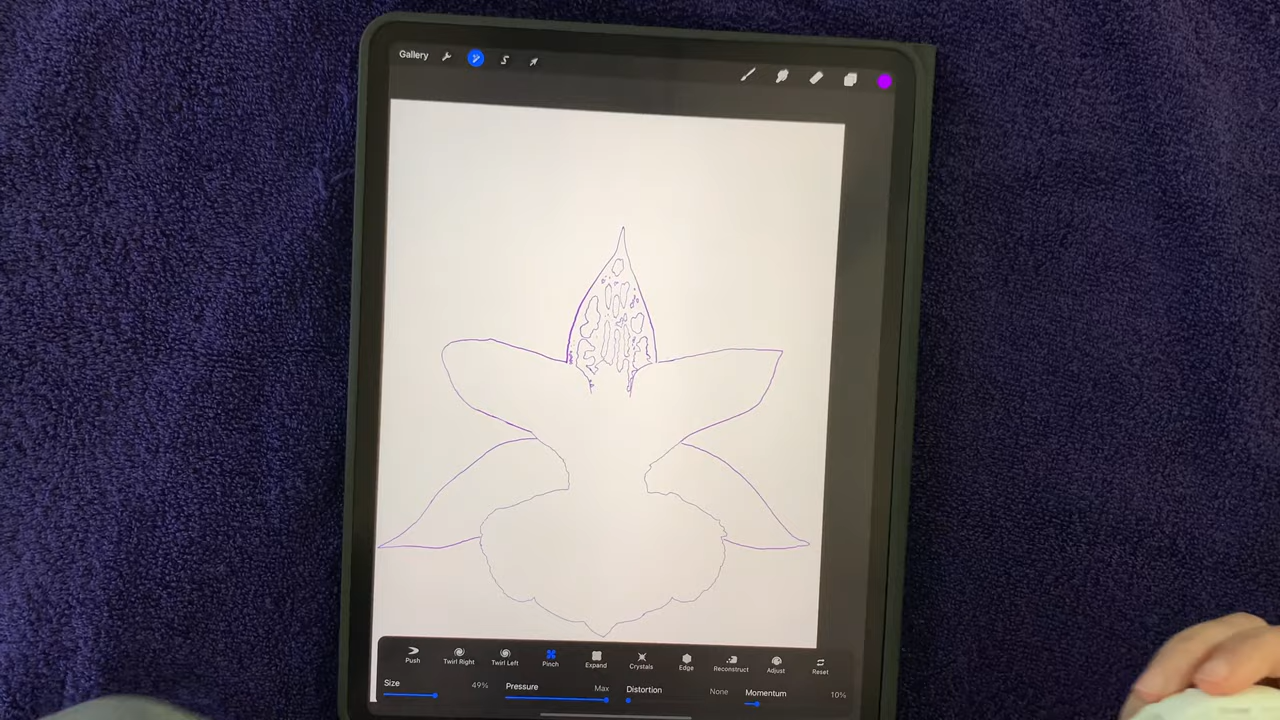 Gallery
Push Twirl Right Twirl Left Pinch Expand Crystals Edge Reconstruct Adjust Reset
Size 49% Pressure Max Distortion None Momentum 10%